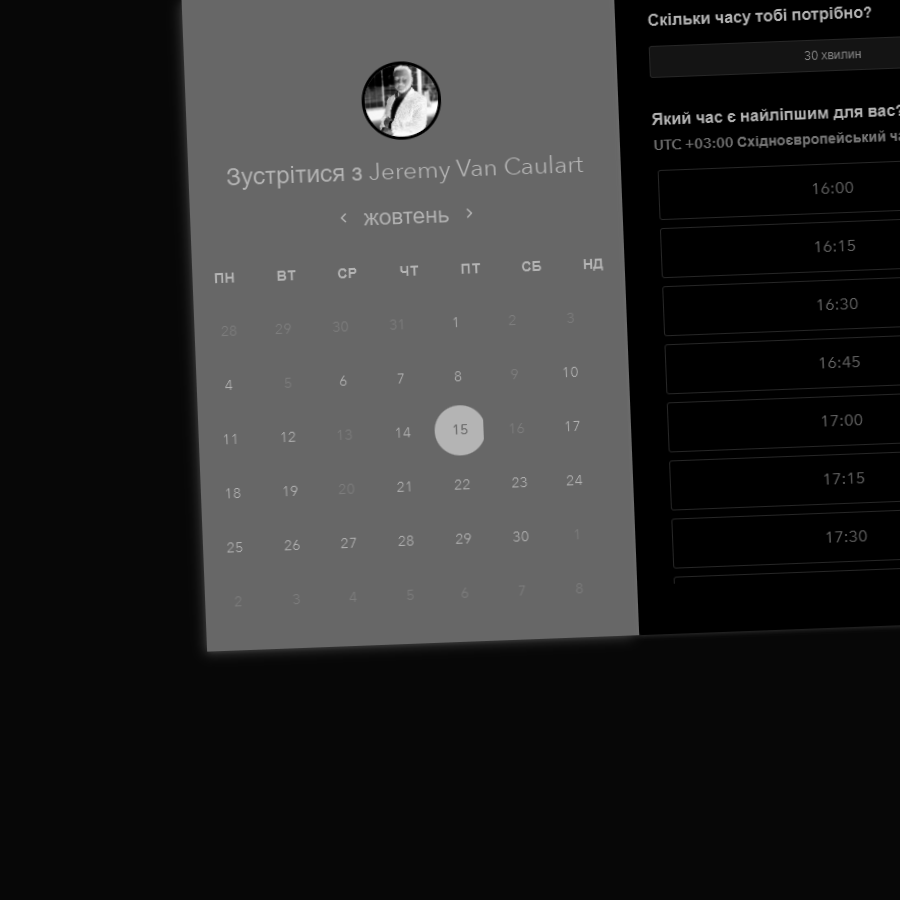 Зустрітися з Jeremy Van Caulart
жовтень
ПН ВТ СР ЧТ ПТ СБ НД
28 29 30 31 1 2 3
4 5 6 7 8 9 10
11 12 13 14 15 16 17
18 19 20 21 22 23 24
25 26 27 28 29 30 1
2 3 4 5 6 7 8
Скільки часу тобі потрібно?
30 хвилин
Який час є найліпшим для вас?
UTC +03:00 Східноєвропейський
16:00
16:15
16:30
16:45
17:00
17:15
17:30